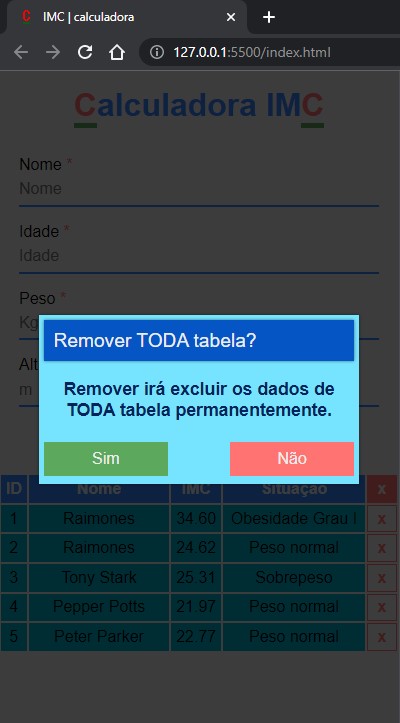 C IMC | calculadora
127.0.0.1:5500/index.html
Calculadora IMC
Nome *
Nome
Idade *
Idade
Peso *
Kg
Alt
m
Remover TODA tabela?
Remover irá excluir os dados de
TODA tabela permanentemente.
Sim Não
ID Nome IMC Situação x
1 Raimones 34.60 Obesidade Grau I x
2 Raimones 24.62 Peso normal x
3 Tony Stark 25.31 Sobrepeso x
4 Pepper Potts 21.97 Peso normal x
5 Peter Parker 22.77 Peso normal x